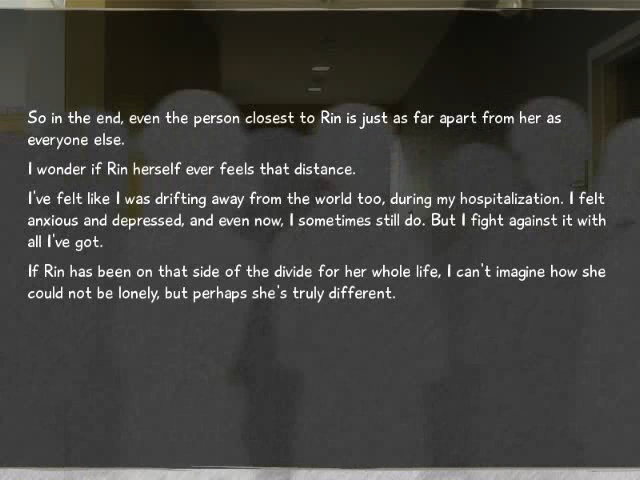 So in the end, even the person closest to Rin is just as far apart from her as
everyone else.
I wonder if Rin herself ever feels that distance.
I've felt like I was drifting away from the world too, during my hospitalization. I felt
anxious and depressed, and even now, I sometimes still do. But I fight against it with
all I've got.
If Rin has been on that side of the divide for her whole life, I can't imagine how she
could not be lonely, but perhaps she's truly different.